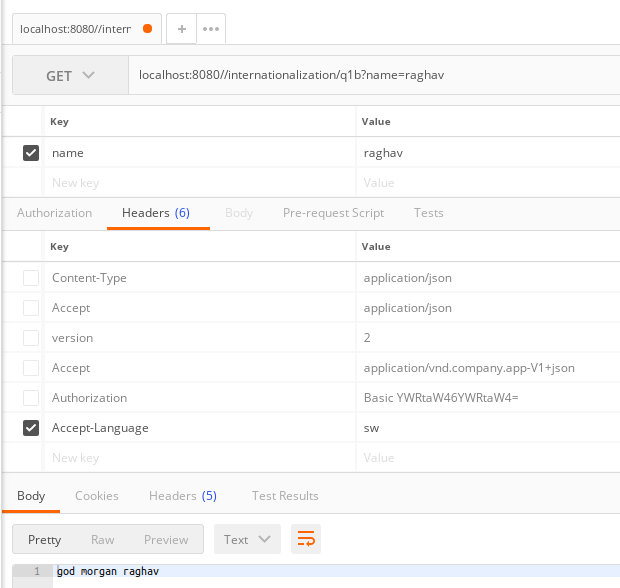 localhost:8080//intern
GET localhost:8080//internationalization/q1b?name=raghav
Key Value
name raghav
New key Value
Authorization Headers (6) Body Pre-request Script Tests
Key Value
Content-Type application/json
Accept application/json
version 2
Accept application/vnd.company.app-V1+json
Authorization Basic YWRtaW46YWRtaW4=
Accept-Language sw
New key Value
Body Cookies Headers (5) Test Results
Pretty Raw Preview Text
1 god morgan raghav